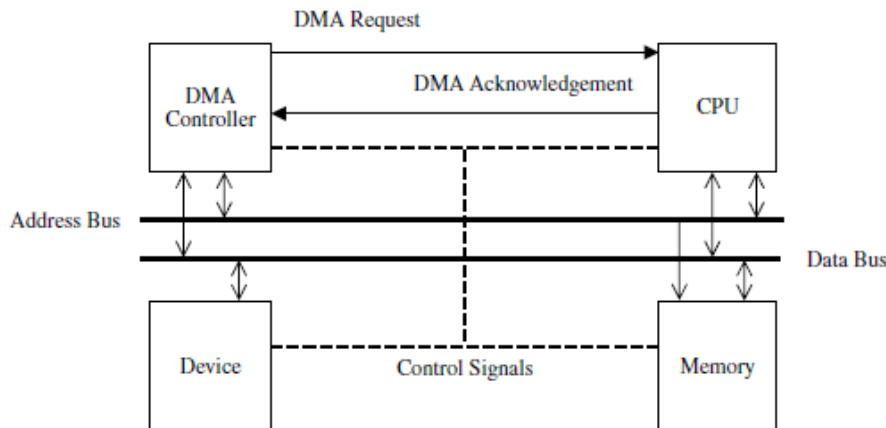 DMA Request
DMA Acknowledgement
DMA
Controller
CPU
Address Bus
Data Bus
Device
Control Signals
Memory